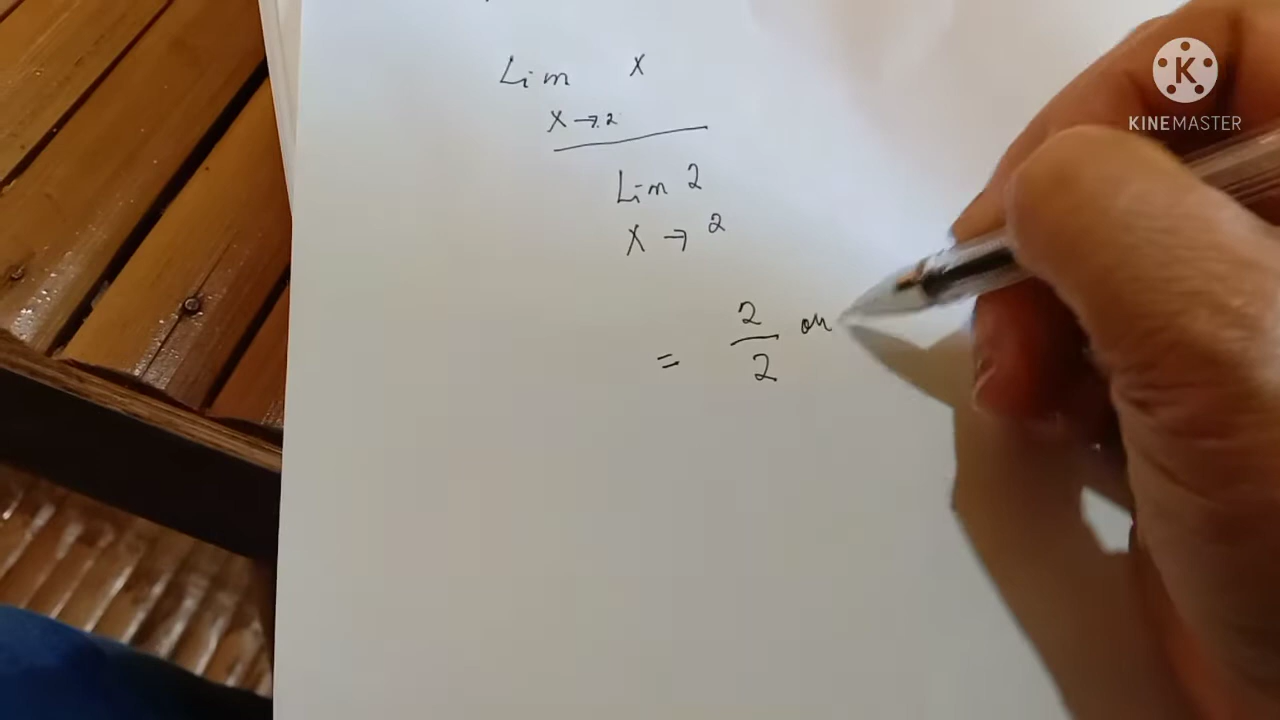 Lim x
x → 2
Lim 2
x → 2
= 2/2 or
K
KINEMASTER